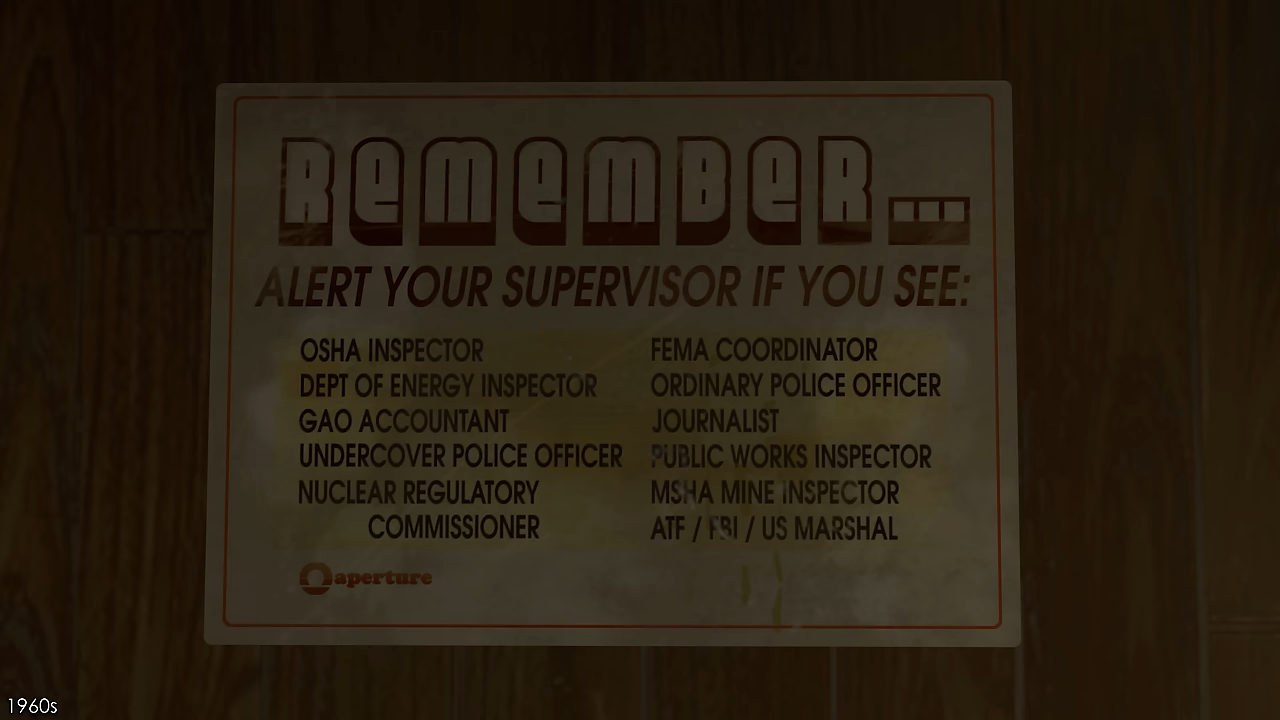 REMEMBER...
ALERT YOUR SUPERVISOR IF YOU SEE:
OSHA INSPECTOR
DEPT OF ENERGY INSPECTOR
GAO ACCOUNTANT
UNDERCOVER POLICE OFFICER
NUCLEAR REGULATORY
COMMISSIONER
FEMA COORDINATOR
ORDINARY POLICE OFFICER
JOURNALIST
PUBLIC WORKS INSPECTOR
MSHA MINE INSPECTOR
ATF / FBI / US MARSHAL
aperture
1960s